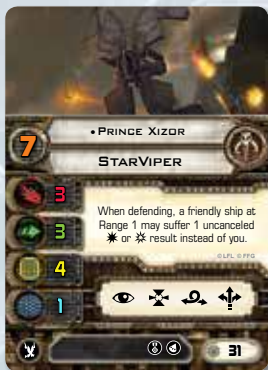 •PRINCE XIZOR
7
STARVIPER
3
When defending, a friendly ship at
Range 1 may suffer 1 uncanceled
or result instead of you.
©LFL ©FFG
3
4
1
31